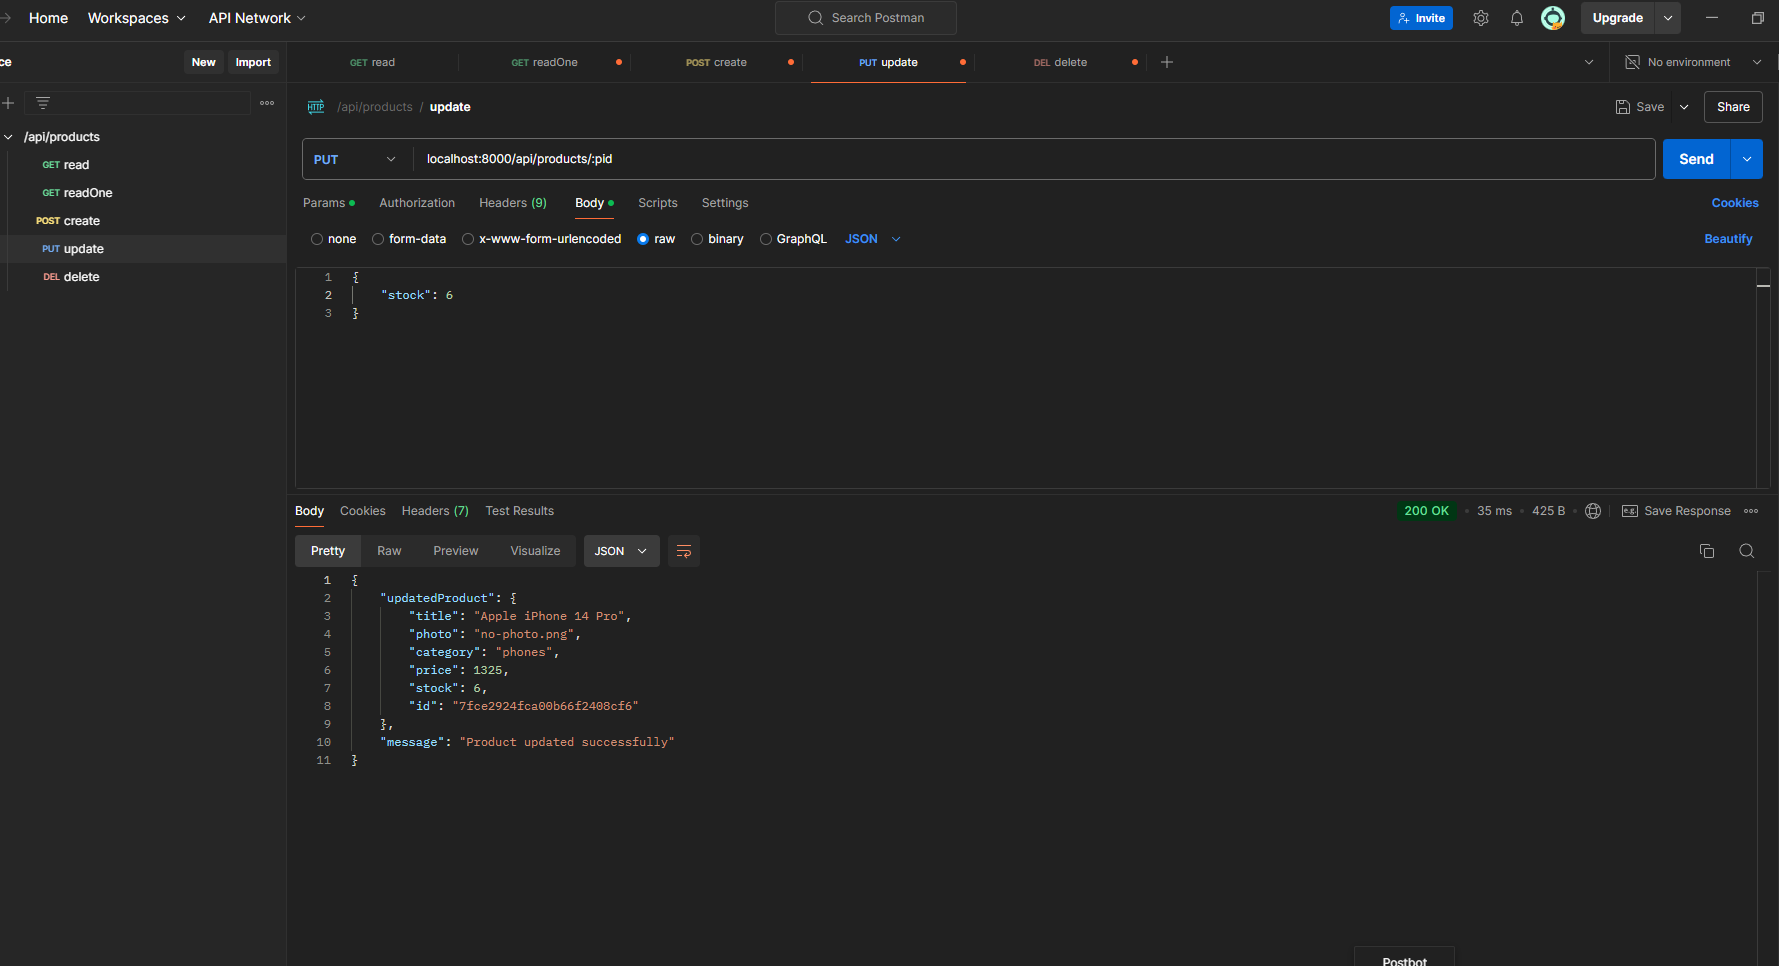 Home Workspaces API Network Search Postman Invite Upgrade
ce New Import
GET read GET readOne POST create PUT update DEL delete No environment
/api/products
GET read
GET readOne
POST create
PUT update
DEL delete
HTTP /api/products / update Save Share
PUT localhost:8000/api/products/:pid Send
Params Authorization Headers (9) Body Scripts Settings Cookies
none form-data x-www-form-urlencoded raw binary GraphQL JSON Beautify
1 {
2 "stock": 6
3 }
Body Cookies Headers (7) Test Results 200 OK • 35 ms • 425 B • e.g. Save Response
Pretty Raw Preview Visualize JSON
1 {
2 "updatedProduct": {
3 "title": "Apple iPhone 14 Pro",
4 "photo": "no-photo.png",
5 "category": "phones",
6 "price": 1325,
7 "stock": 6,
8 "id": "7fce2924fca00b66f2408cf6"
9 },
10 "message": "Product updated successfully"
11 }
Postbot